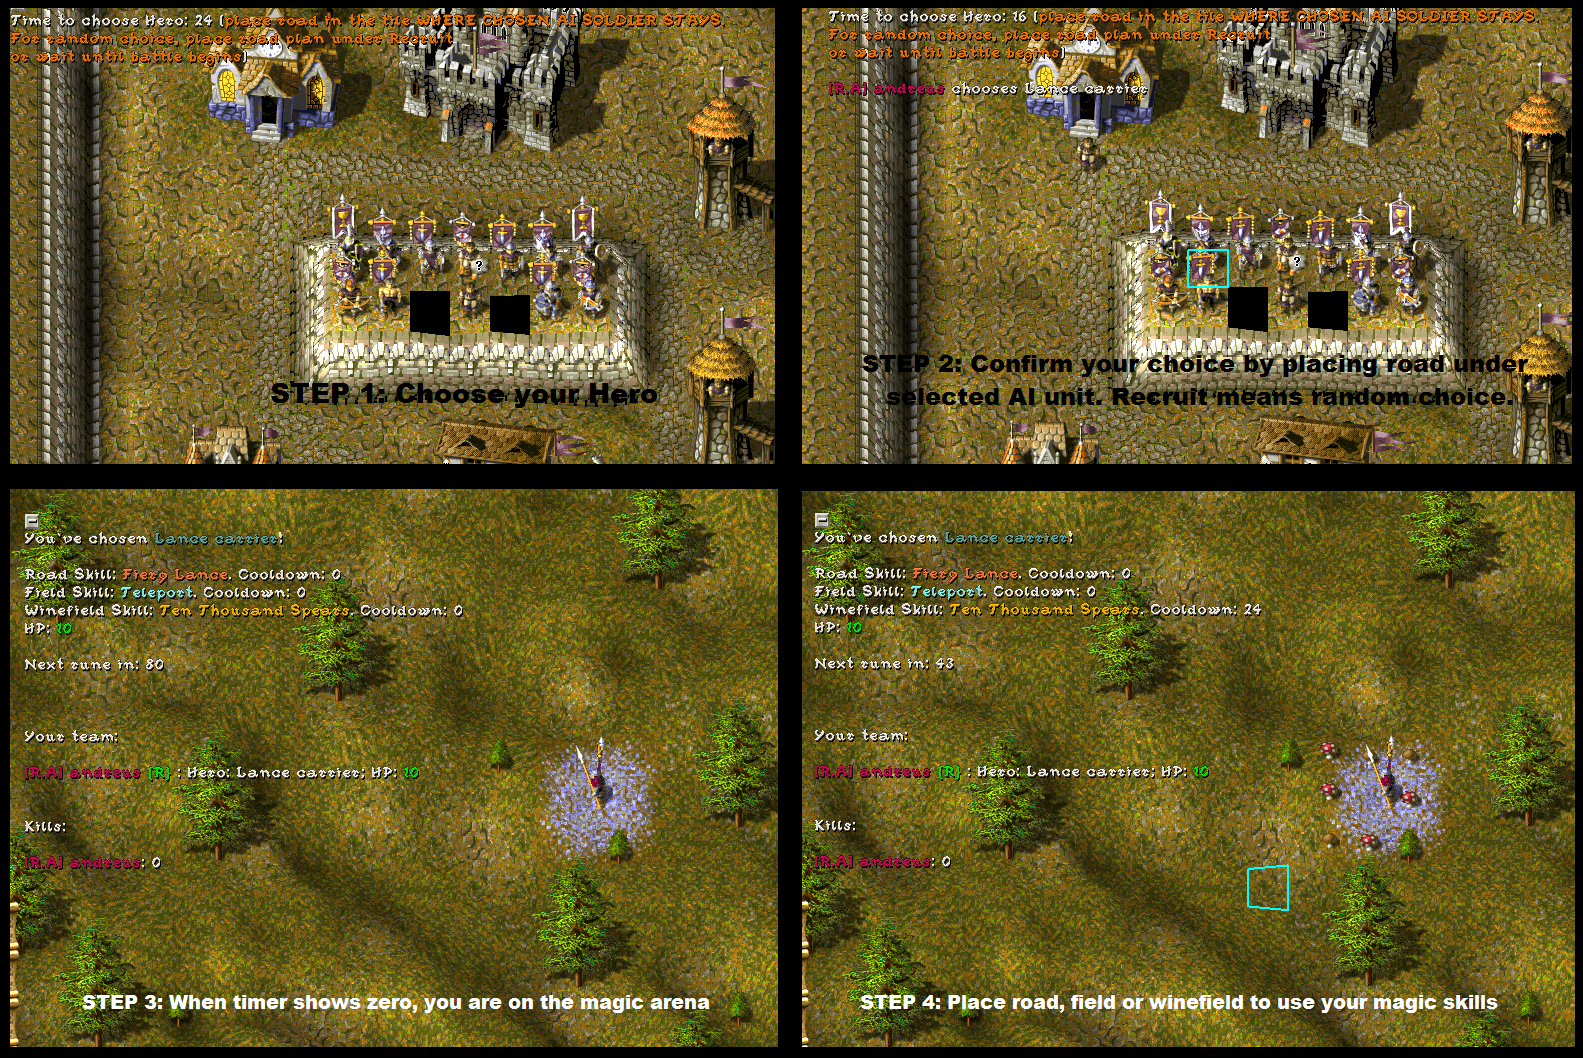 Time to choose Hero: 24 (place road in the tile WHERE CHOSEN AI SOLDIER STAYS.
For random choice, place road plan under Recruit
or wait until battle begins)
?
STEP 1: Choose your Hero
Time to choose Hero: 16 (place road in the tile WHERE CHOSEN AI SOLDIER STAYS.
For random choice, place road plan under Recruit
or wait until battle begins)
[R.A] andreus chooses Lance carrier
?
STEP 2: Confirm your choice by placing road under
selected AI unit. Recruit means random choice.
You've chosen Lance carrier!
Road Skill: Fiery Lance. Cooldown: 0
Field Skill: Teleport. Cooldown: 0
Winefield Skill: Ten Thousand Spears. Cooldown: 0
HP: 10
Next rune in: 80
Your team:
[R.A] andreus {R} : Hero: Lance carrier; HP: 10
Kills:
[R.A] andreus: 0
STEP 3: When timer shows zero, you are on the magic arena
You've chosen Lance carrier!
Road Skill: Fiery Lance. Cooldown: 0
Field Skill: Teleport. Cooldown: 0
Winefield Skill: Ten Thousand Spears. Cooldown: 24
HP: 10
Next rune in: 43
Your team:
[R.A] andreus {R} : Hero: Lance carrier; HP: 10
Kills:
[R.A] andreus: 0
STEP 4: Place road, field or winefield to use your magic skills